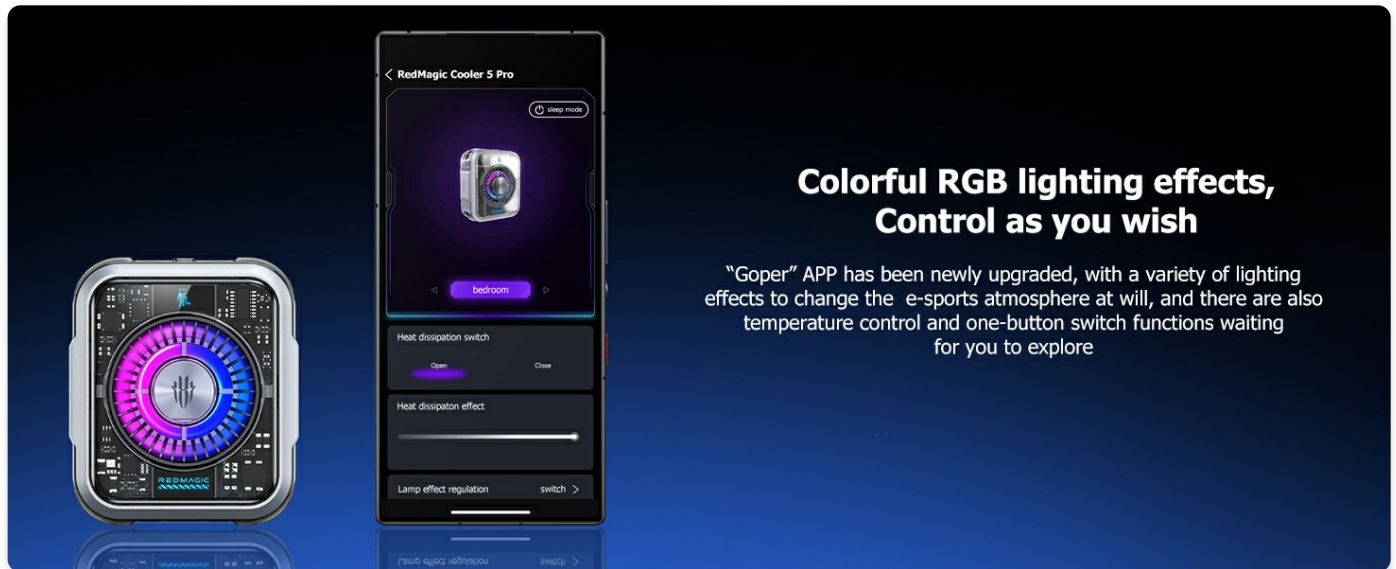 RedMagic Cooler 5 Pro
sleep mode
bedroom
Heat dissipation switch
Open
Close
Heat dissipaton effect
Lamp effect regulation
switch >
REDMAGIC
Colorful RGB lighting effects,
Control as you wish
“Goper” APP has been newly upgraded, with a variety of lighting
effects to change the e-sports atmosphere at will, and there are also
temperature control and one-button switch functions waiting
for you to explore